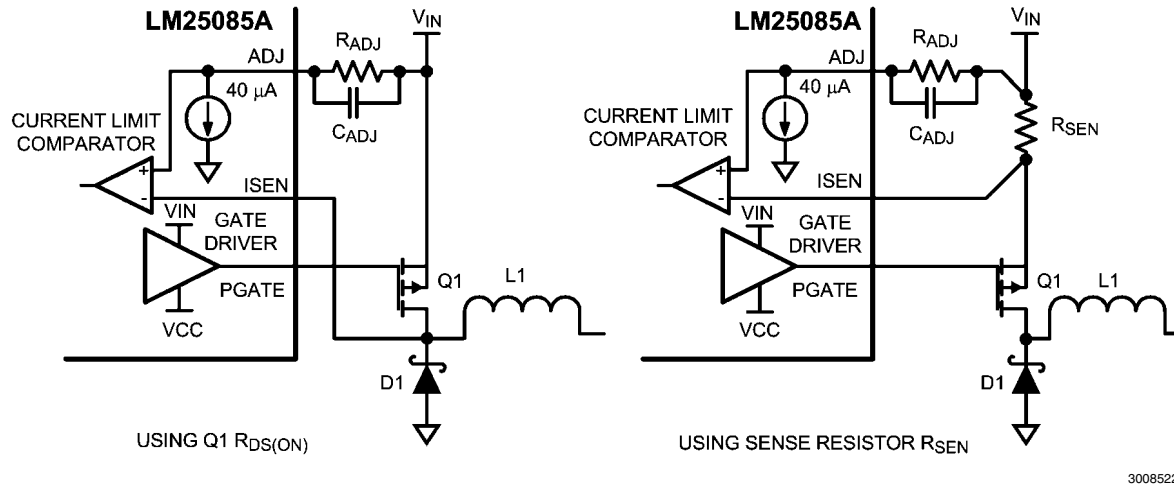 LM25085A
VIN
RADJ
ADJ
40 µA
CADJ
CURRENT LIMIT
COMPARATOR
+
-
ISEN
VIN
GATE
DRIVER
PGATE
VCC
Q1
L1
D1
USING Q1 RDS(ON)
LM25085A
VIN
RADJ
ADJ
40 µA
CADJ
RSEN
CURRENT LIMIT
COMPARATOR
+
-
ISEN
VIN
GATE
DRIVER
PGATE
VCC
Q1
L1
D1
USING SENSE RESISTOR RSEN